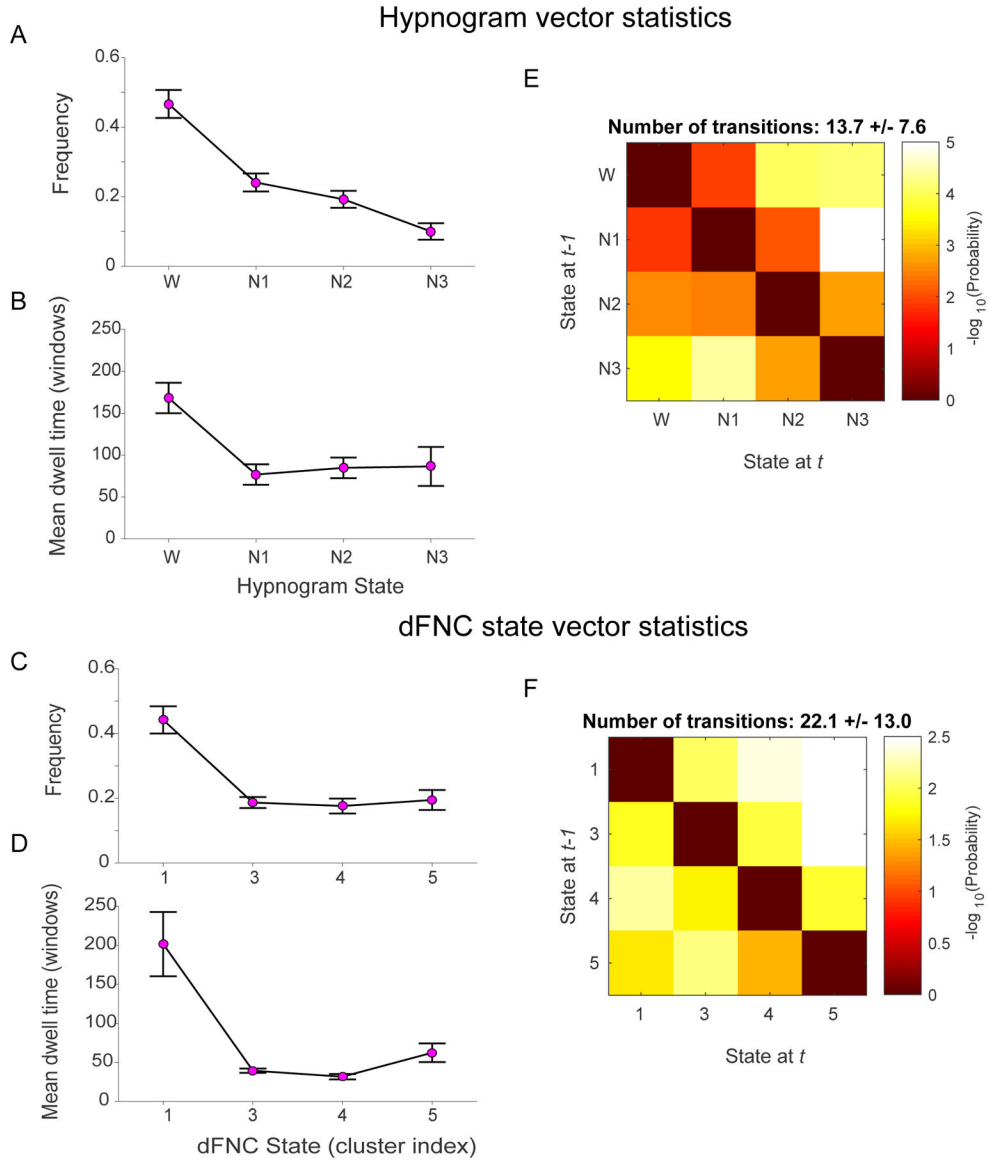 Hypnogram vector statistics
A
Frequency
0.6
0.4
0.2
0
W N1 N2 N3
B
Mean dwell time (windows)
250
200
150
100
50
0
W N1 N2 N3
Hypnogram State
E
Number of transitions: 13.7 +/- 7.6
State at t-1
W
N1
N2
N3
W N1 N2 N3
State at t
5
4
3
2
1
0
-log 10(Probability)
dFNC state vector statistics
C
Frequency
0.6
0.4
0.2
0
1 3 4 5
D
Mean dwell time (windows)
250
200
150
100
50
0
1 3 4 5
dFNC State (cluster index)
F
Number of transitions: 22.1 +/- 13.0
State at t-1
1
3
4
5
1 3 4 5
State at t
2.5
2
1.5
1
0.5
0
-log 10(Probability)